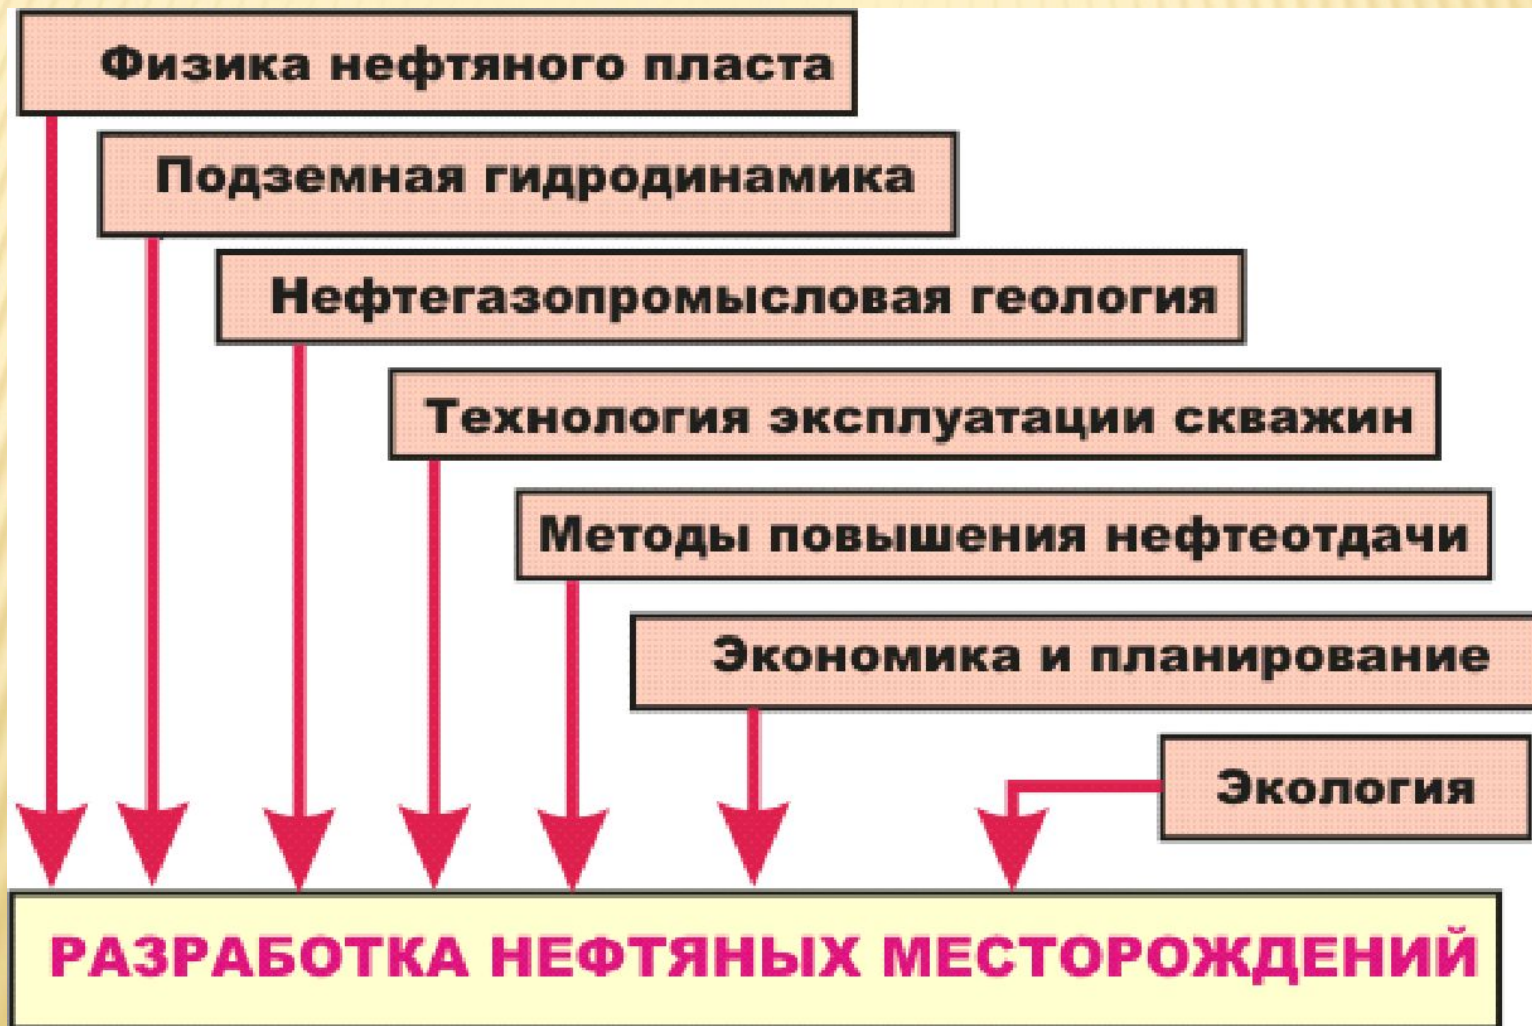 Физика нефтяного пласта
Подземная гидродинамика
Нефтегазопромысловая геология
Технология эксплуатации скважин
Методы повышения нефтеотдачи
Экономика и планирование
Экология
РАЗРАБОТКА НЕФТЯНЫХ МЕСТОРОЖДЕНИЙ